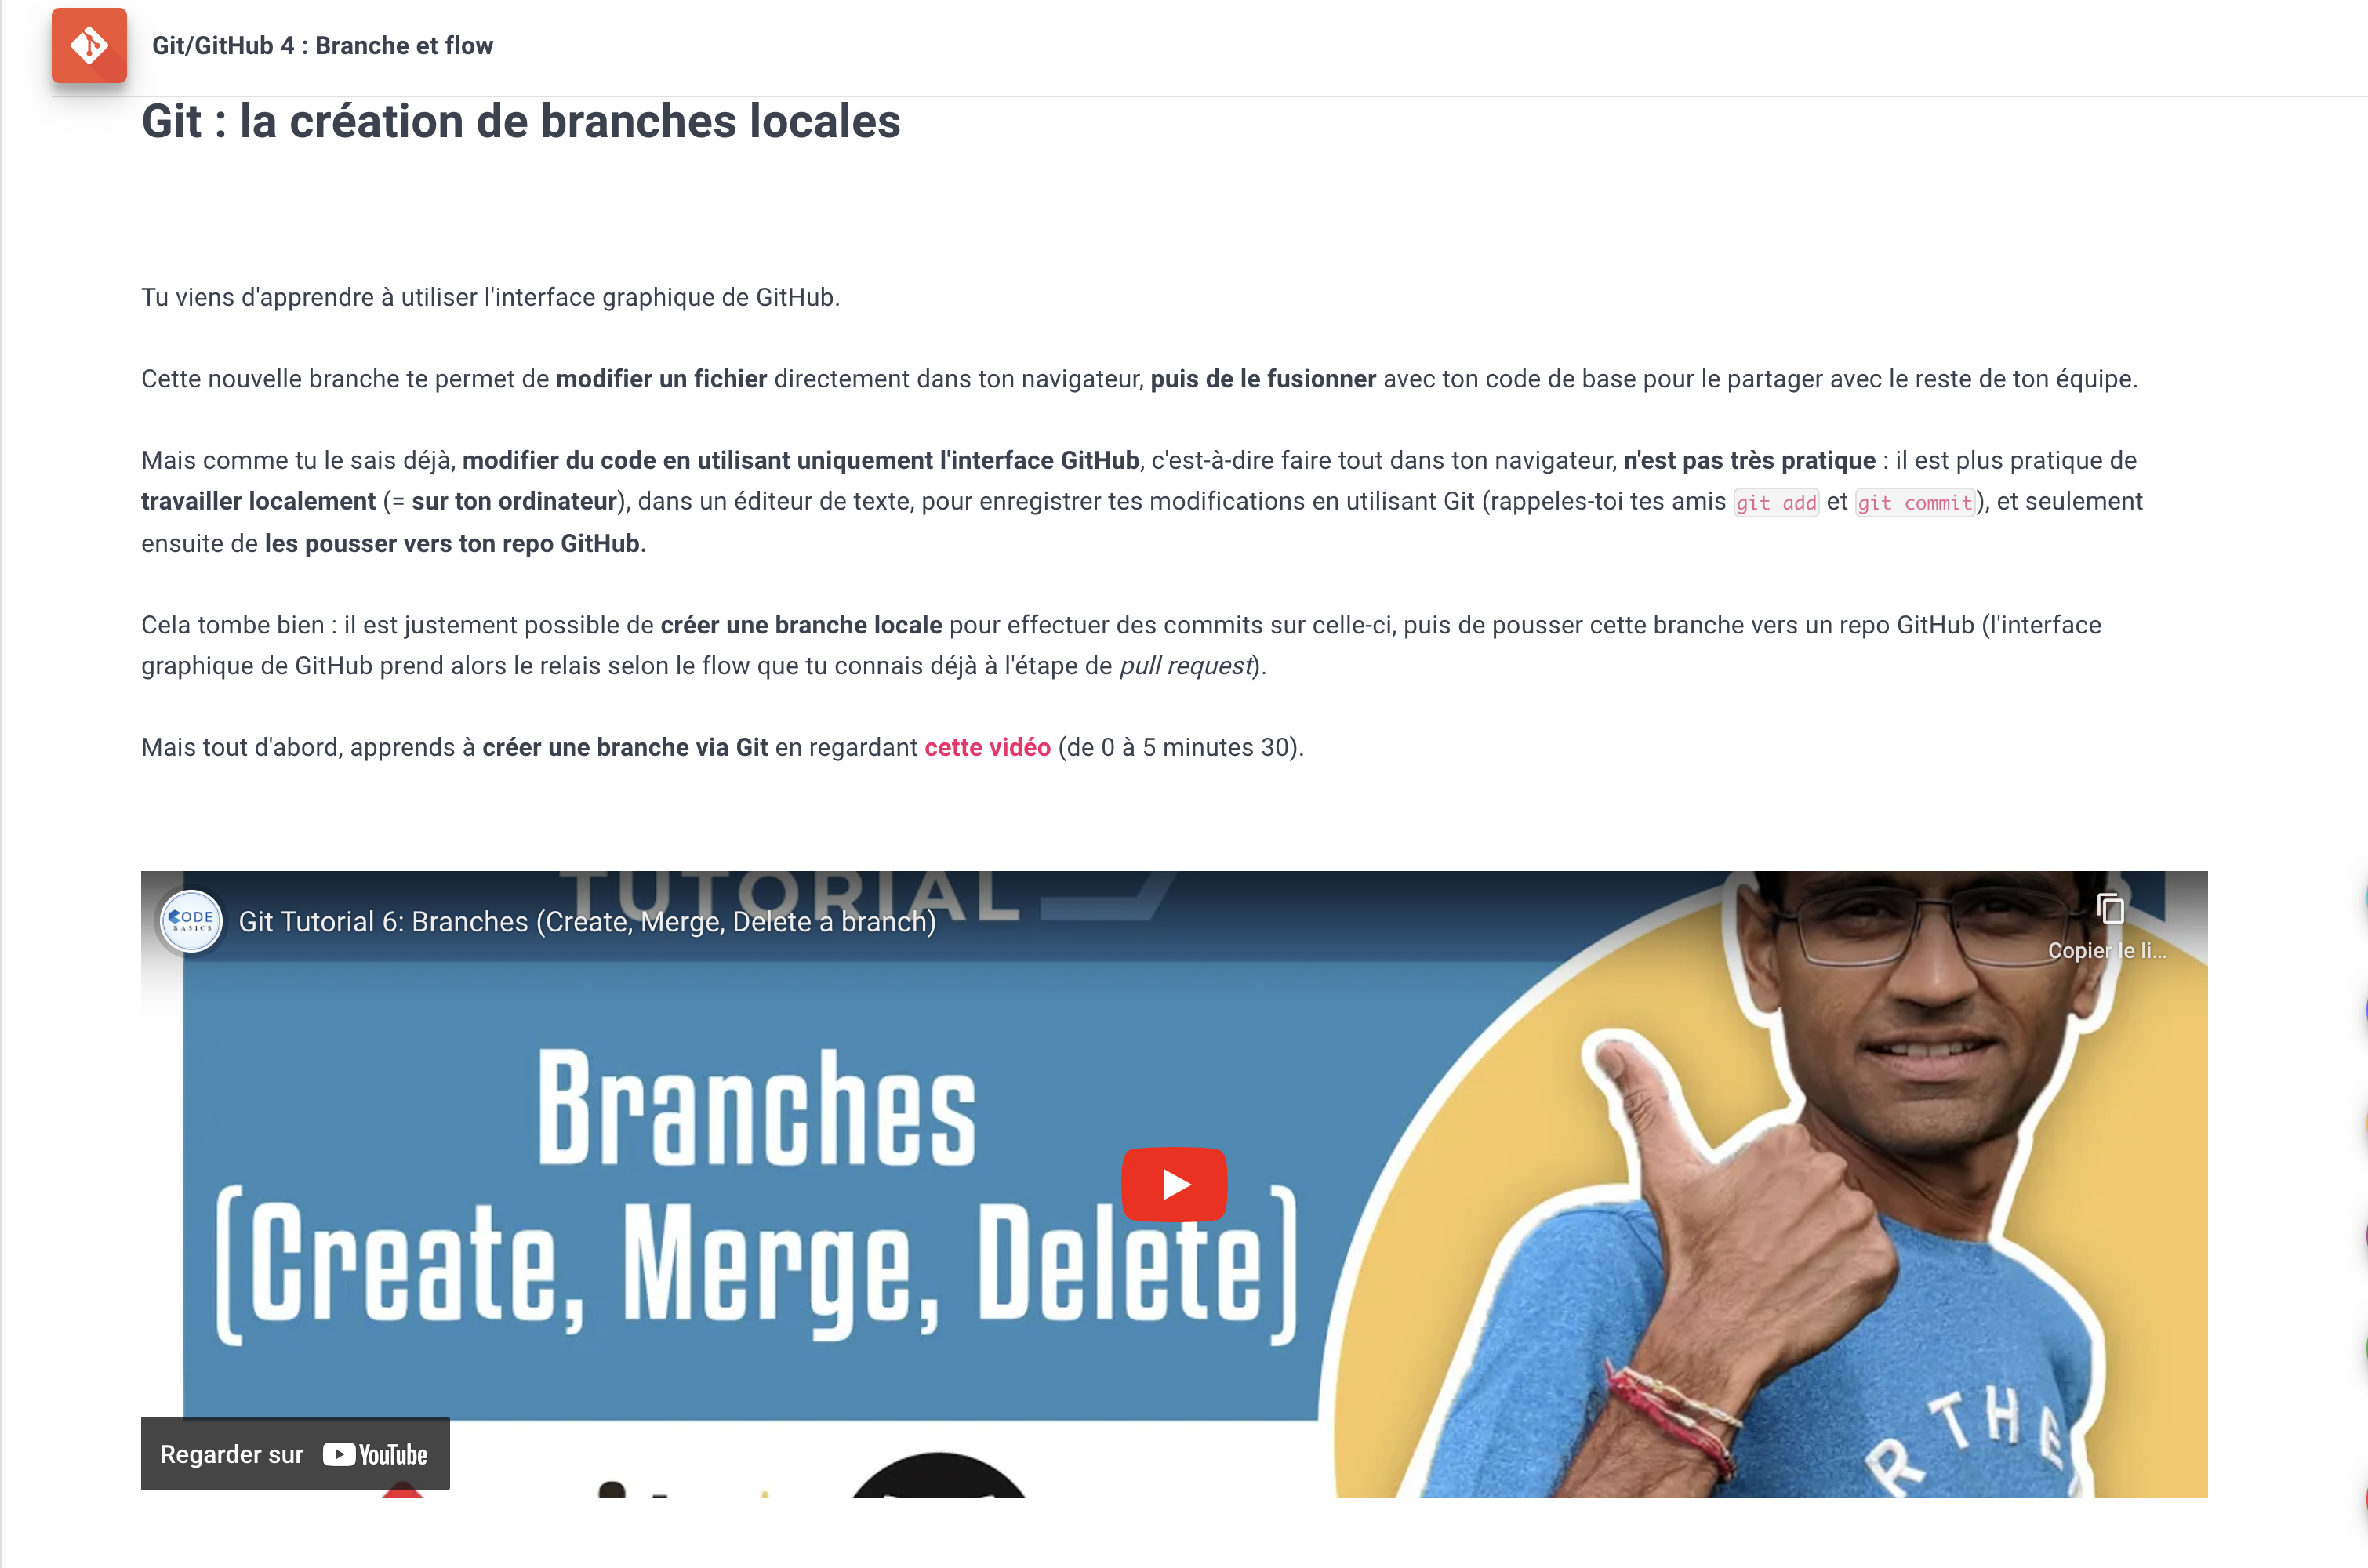 Git/GitHub 4 : Branche et flow
Git : la création de branches locales
Tu viens d'apprendre à utiliser l'interface graphique de GitHub.
Cette nouvelle branche te permet de modifier un fichier directement dans ton navigateur, puis de le fusionner avec ton code de base pour le partager avec le reste de ton équipe.
Mais comme tu le sais déjà, modifier du code en utilisant uniquement l'interface GitHub, c'est-à-dire faire tout dans ton navigateur, n'est pas très pratique : il est plus pratique de
travailler localement (= sur ton ordinateur), dans un éditeur de texte, pour enregistrer tes modifications en utilisant Git (rappeles-toi tes amis git add et git commit), et seulement
ensuite de les pousser vers ton repo GitHub.
Cela tombe bien : il est justement possible de créer une branche locale pour effectuer des commits sur celle-ci, puis de pousser cette branche vers un repo GitHub (l'interface
graphique de GitHub prend alors le relais selon le flow que tu connais déjà à l'étape de pull request).
Mais tout d'abord, apprends à créer une branche via Git en regardant cette vidéo (de 0 à 5 minutes 30).
TUTORIAL
CODE
BASICS
Git Tutorial 6: Branches (Create, Merge, Delete a branch)
Copier le li...
Branches
(Create, Merge, Delete)
R THE
Regarder sur YouTube